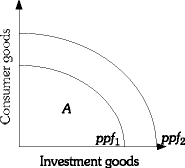 Consumer goods
A
ppf1 ppf2
Investment goods